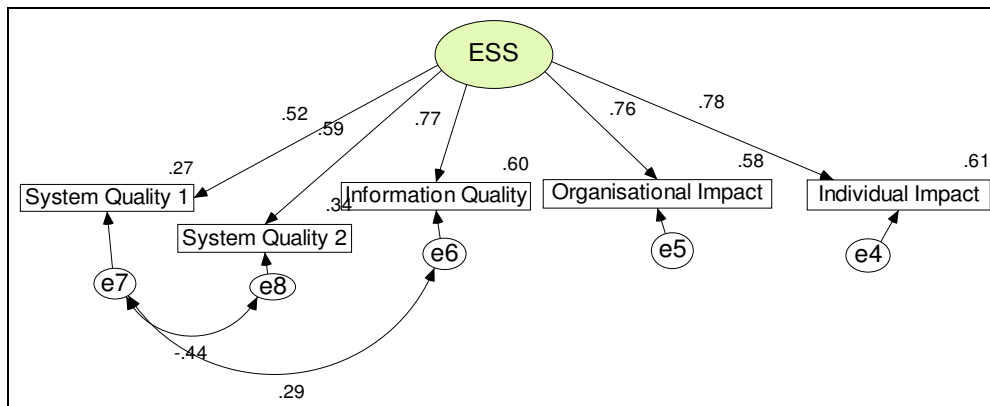 ESS
.52
.59
.77
.76
.78
.27
.60
.58
.61
System Quality 1
Information Quality
Organisational Impact
Individual Impact
.34
System Quality 2
e7
e8
e6
e5
e4
-.44
.29